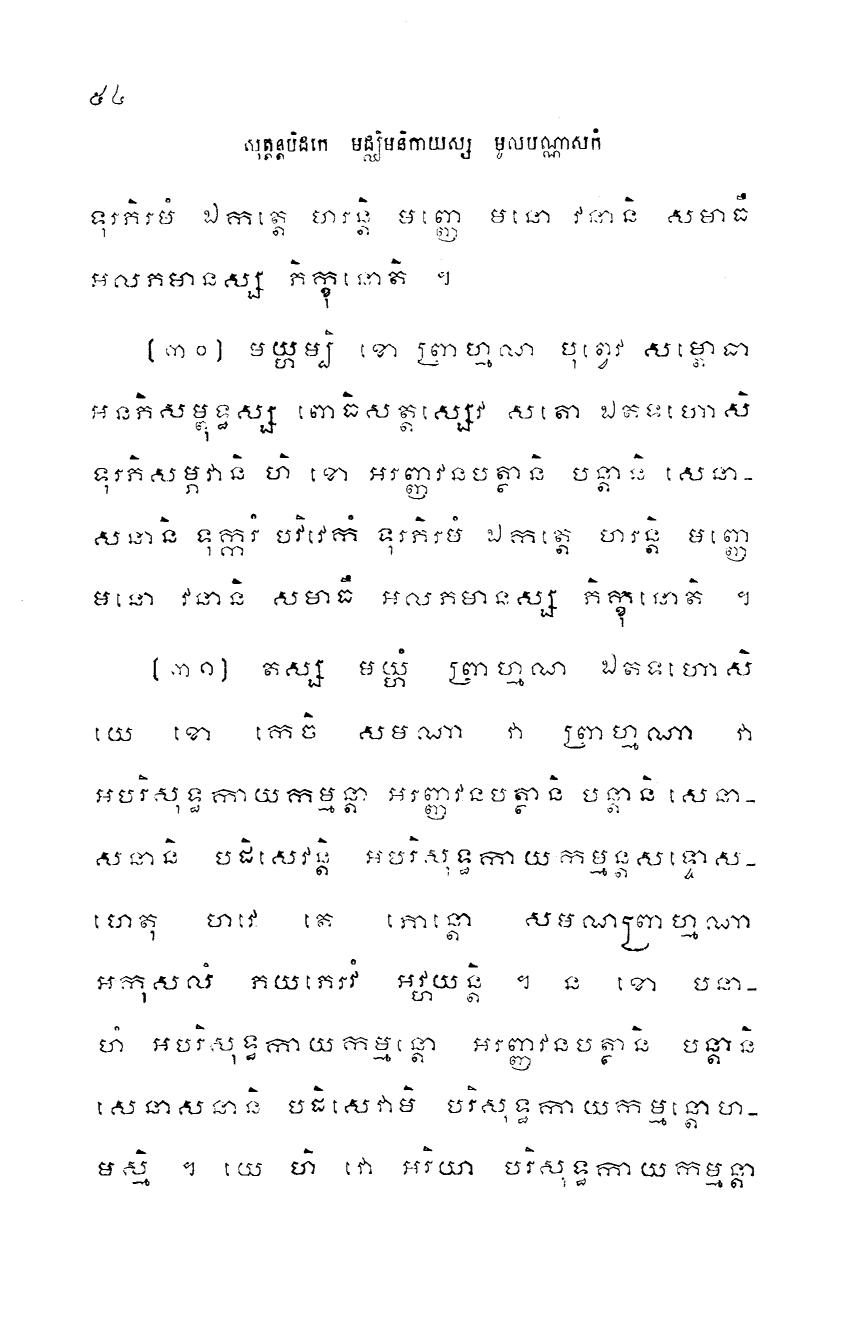 ៥៤
សុត្តន្តបិដកេ មជ្ឈិមនិកាយស្ស មូលបណ្ណាសកំ
ទុរភិរមំ ឯកត្តេ ហរន្តិ មញ្ញេ មនោ វនានិ សមាធឹ
អលភមានស្ស ភិក្ខុនោតិ ។
(៣០) មយ្ហម្បិ ខោ ព្រាហ្មណ បុព្វេវ សម្ពោធា
អនភិសម្ពុទ្ធស្ស ពោធិសត្តស្សេវ សតោ ឯតទហោសិ
ទុរភិសម្ភវានិ ហិ ខោ អរញ្ញវនបត្ថានិ បន្តានិ សេនា-
សនានិ ទុក្ករំ បវិវេកំ ទុរភិរមំ ឯកត្តេ ហរន្តិ មញ្ញេ
មនោ វនានិ សមាធឹ អលភមានស្ស ភិក្ខុនោតិ ។
(៣១) តស្ស មយ្ហំ ព្រាហ្មណ ឯតទហោសិ
យេ ខោ កេចិ សមណា វា ព្រាហ្មណា វា
អបរិសុទ្ធកាយកម្មន្តា អរញ្ញវនបត្ថានិ បន្តានិ សេនា-
សនានិ បដិសេវន្តិ អបរិសុទ្ធកាយកម្មន្តសន្ទោស-
ហេតុ ហវេ តេ ភោន្តោ សមណព្រាហ្មណា
អកុសលំ ភយភេរវំ អវ្ហយន្តិ ។ ន ខោ បនា-
ហំ អបរិសុទ្ធកាយកម្មន្តោ អរញ្ញវនបត្ថានិ បន្តានិ
សេនាសនានិ បដិសេវាមិ បរិសុទ្ធកាយកម្មន្តោហ-
មស្មិ ។ យេ ហិ វោ អរិយា បរិសុទ្ធកាយកម្មន្តា